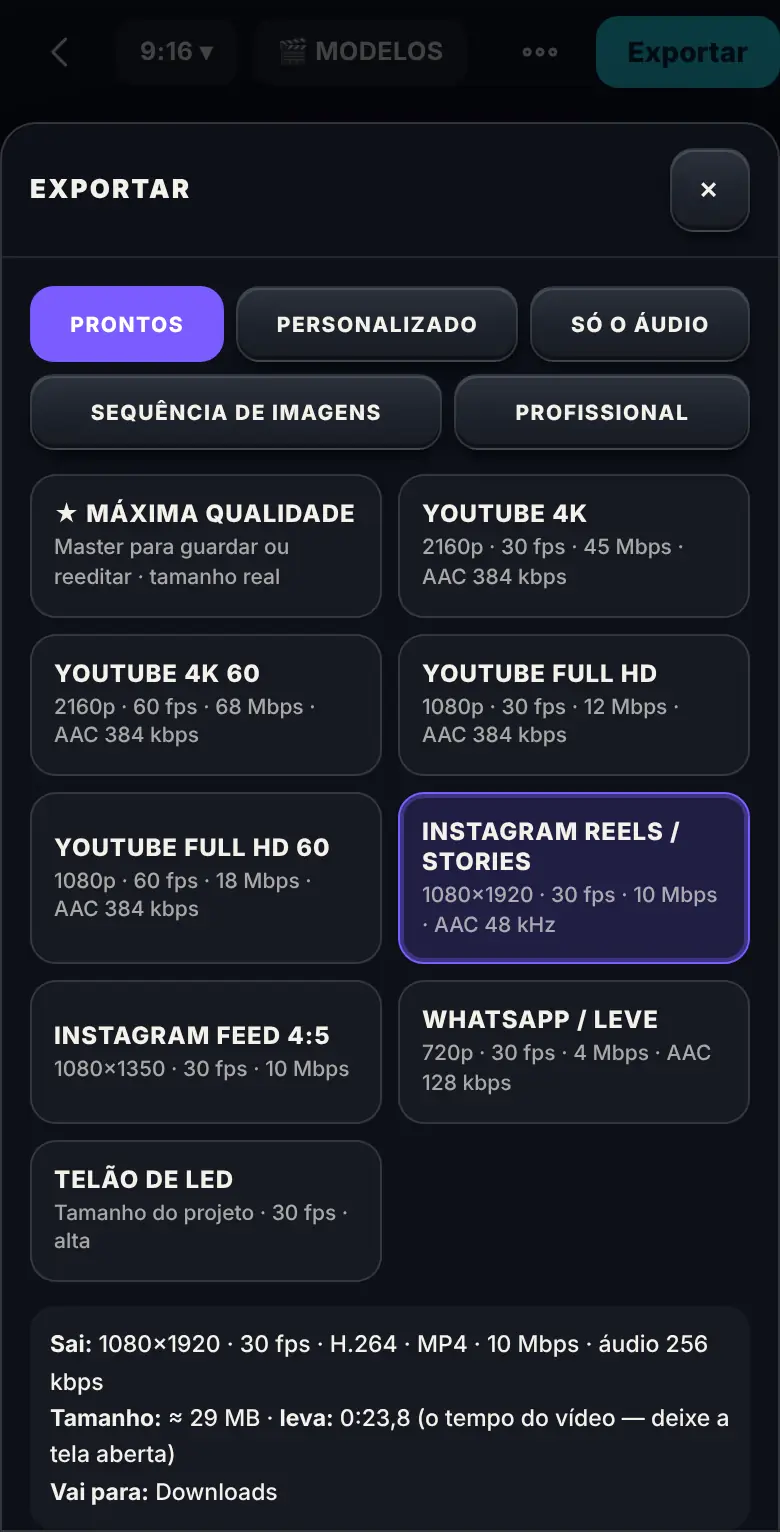 9:16 ▾
🎬 MODELOS
Exportar
EXPORTAR
×
PRONTOS
PERSONALIZADO
SÓ O ÁUDIO
SEQUÊNCIA DE IMAGENS
PROFISSIONAL
★ MÁXIMA QUALIDADE
Master para guardar ou
reeditar · tamanho real
YOUTUBE 4K
2160p · 30 fps · 45 Mbps ·
AAC 384 kbps
YOUTUBE 4K 60
2160p · 60 fps · 68 Mbps ·
AAC 384 kbps
YOUTUBE FULL HD
1080p · 30 fps · 12 Mbps ·
AAC 384 kbps
YOUTUBE FULL HD 60
1080p · 60 fps · 18 Mbps ·
AAC 384 kbps
INSTAGRAM REELS /
STORIES
1080×1920 · 30 fps · 10 Mbps
· AAC 48 kHz
INSTAGRAM FEED 4:5
1080×1350 · 30 fps · 10 Mbps
WHATSAPP / LEVE
720p · 30 fps · 4 Mbps · AAC
128 kbps
TELÃO DE LED
Tamanho do projeto · 30 fps ·
alta
Sai: 1080×1920 · 30 fps · H.264 · MP4 · 10 Mbps · áudio 256
kbps
Tamanho: ≈ 29 MB · leva: 0:23,8 (o tempo do vídeo — deixe a
tela aberta)
Vai para: Downloads